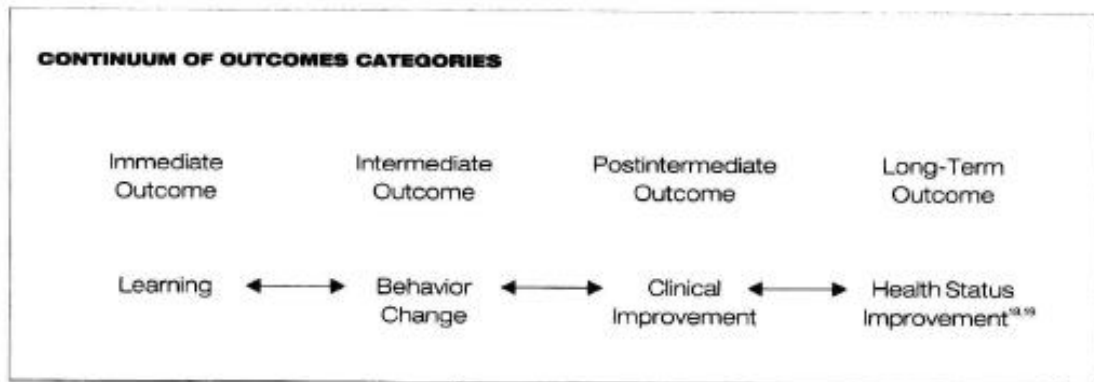 CONTINUUM OF OUTCOMES CATEGORIES
Immediate Outcome
Intermediate Outcome
Postintermediate Outcome
Long-Term Outcome
Learning
Behavior Change
Clinical Improvement
Health Status Improvement